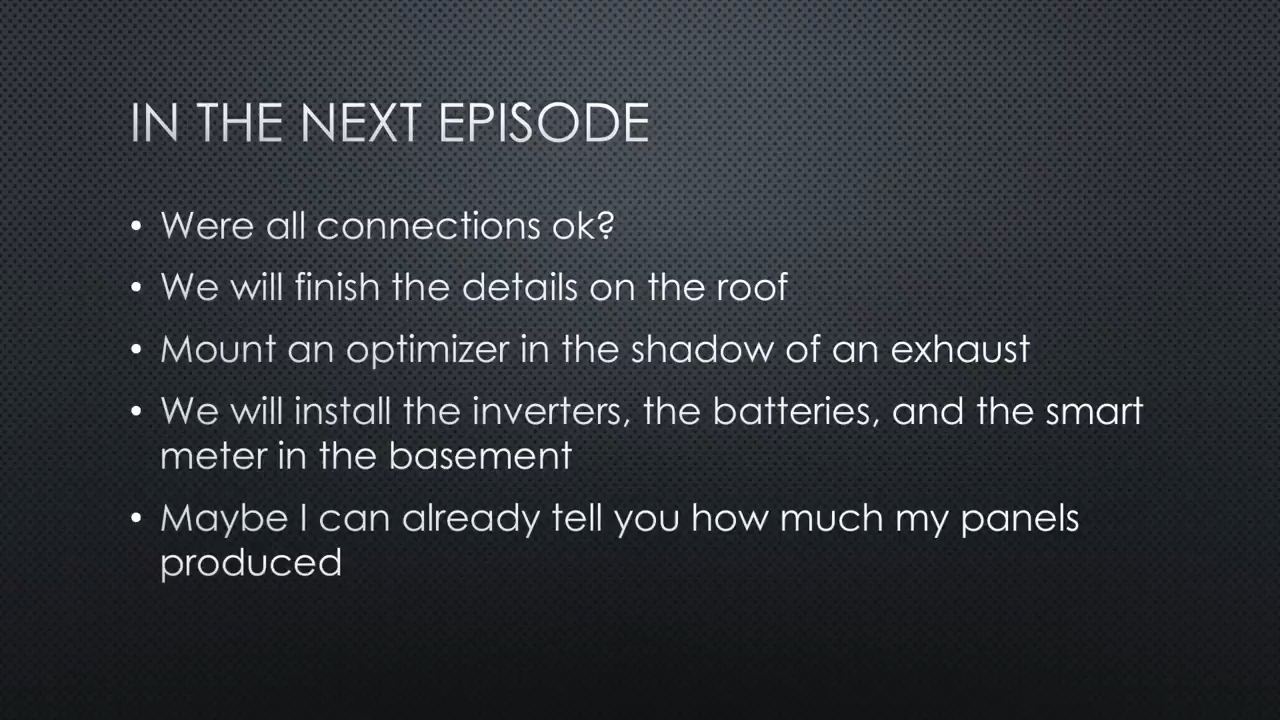 IN THE NEXT EPISODE
• Were all connections ok?
• We will finish the details on the roof
• Mount an optimizer in the shadow of an exhaust
• We will install the inverters, the batteries, and the smart
meter in the basement
• Maybe I can already tell you how much my panels
produced